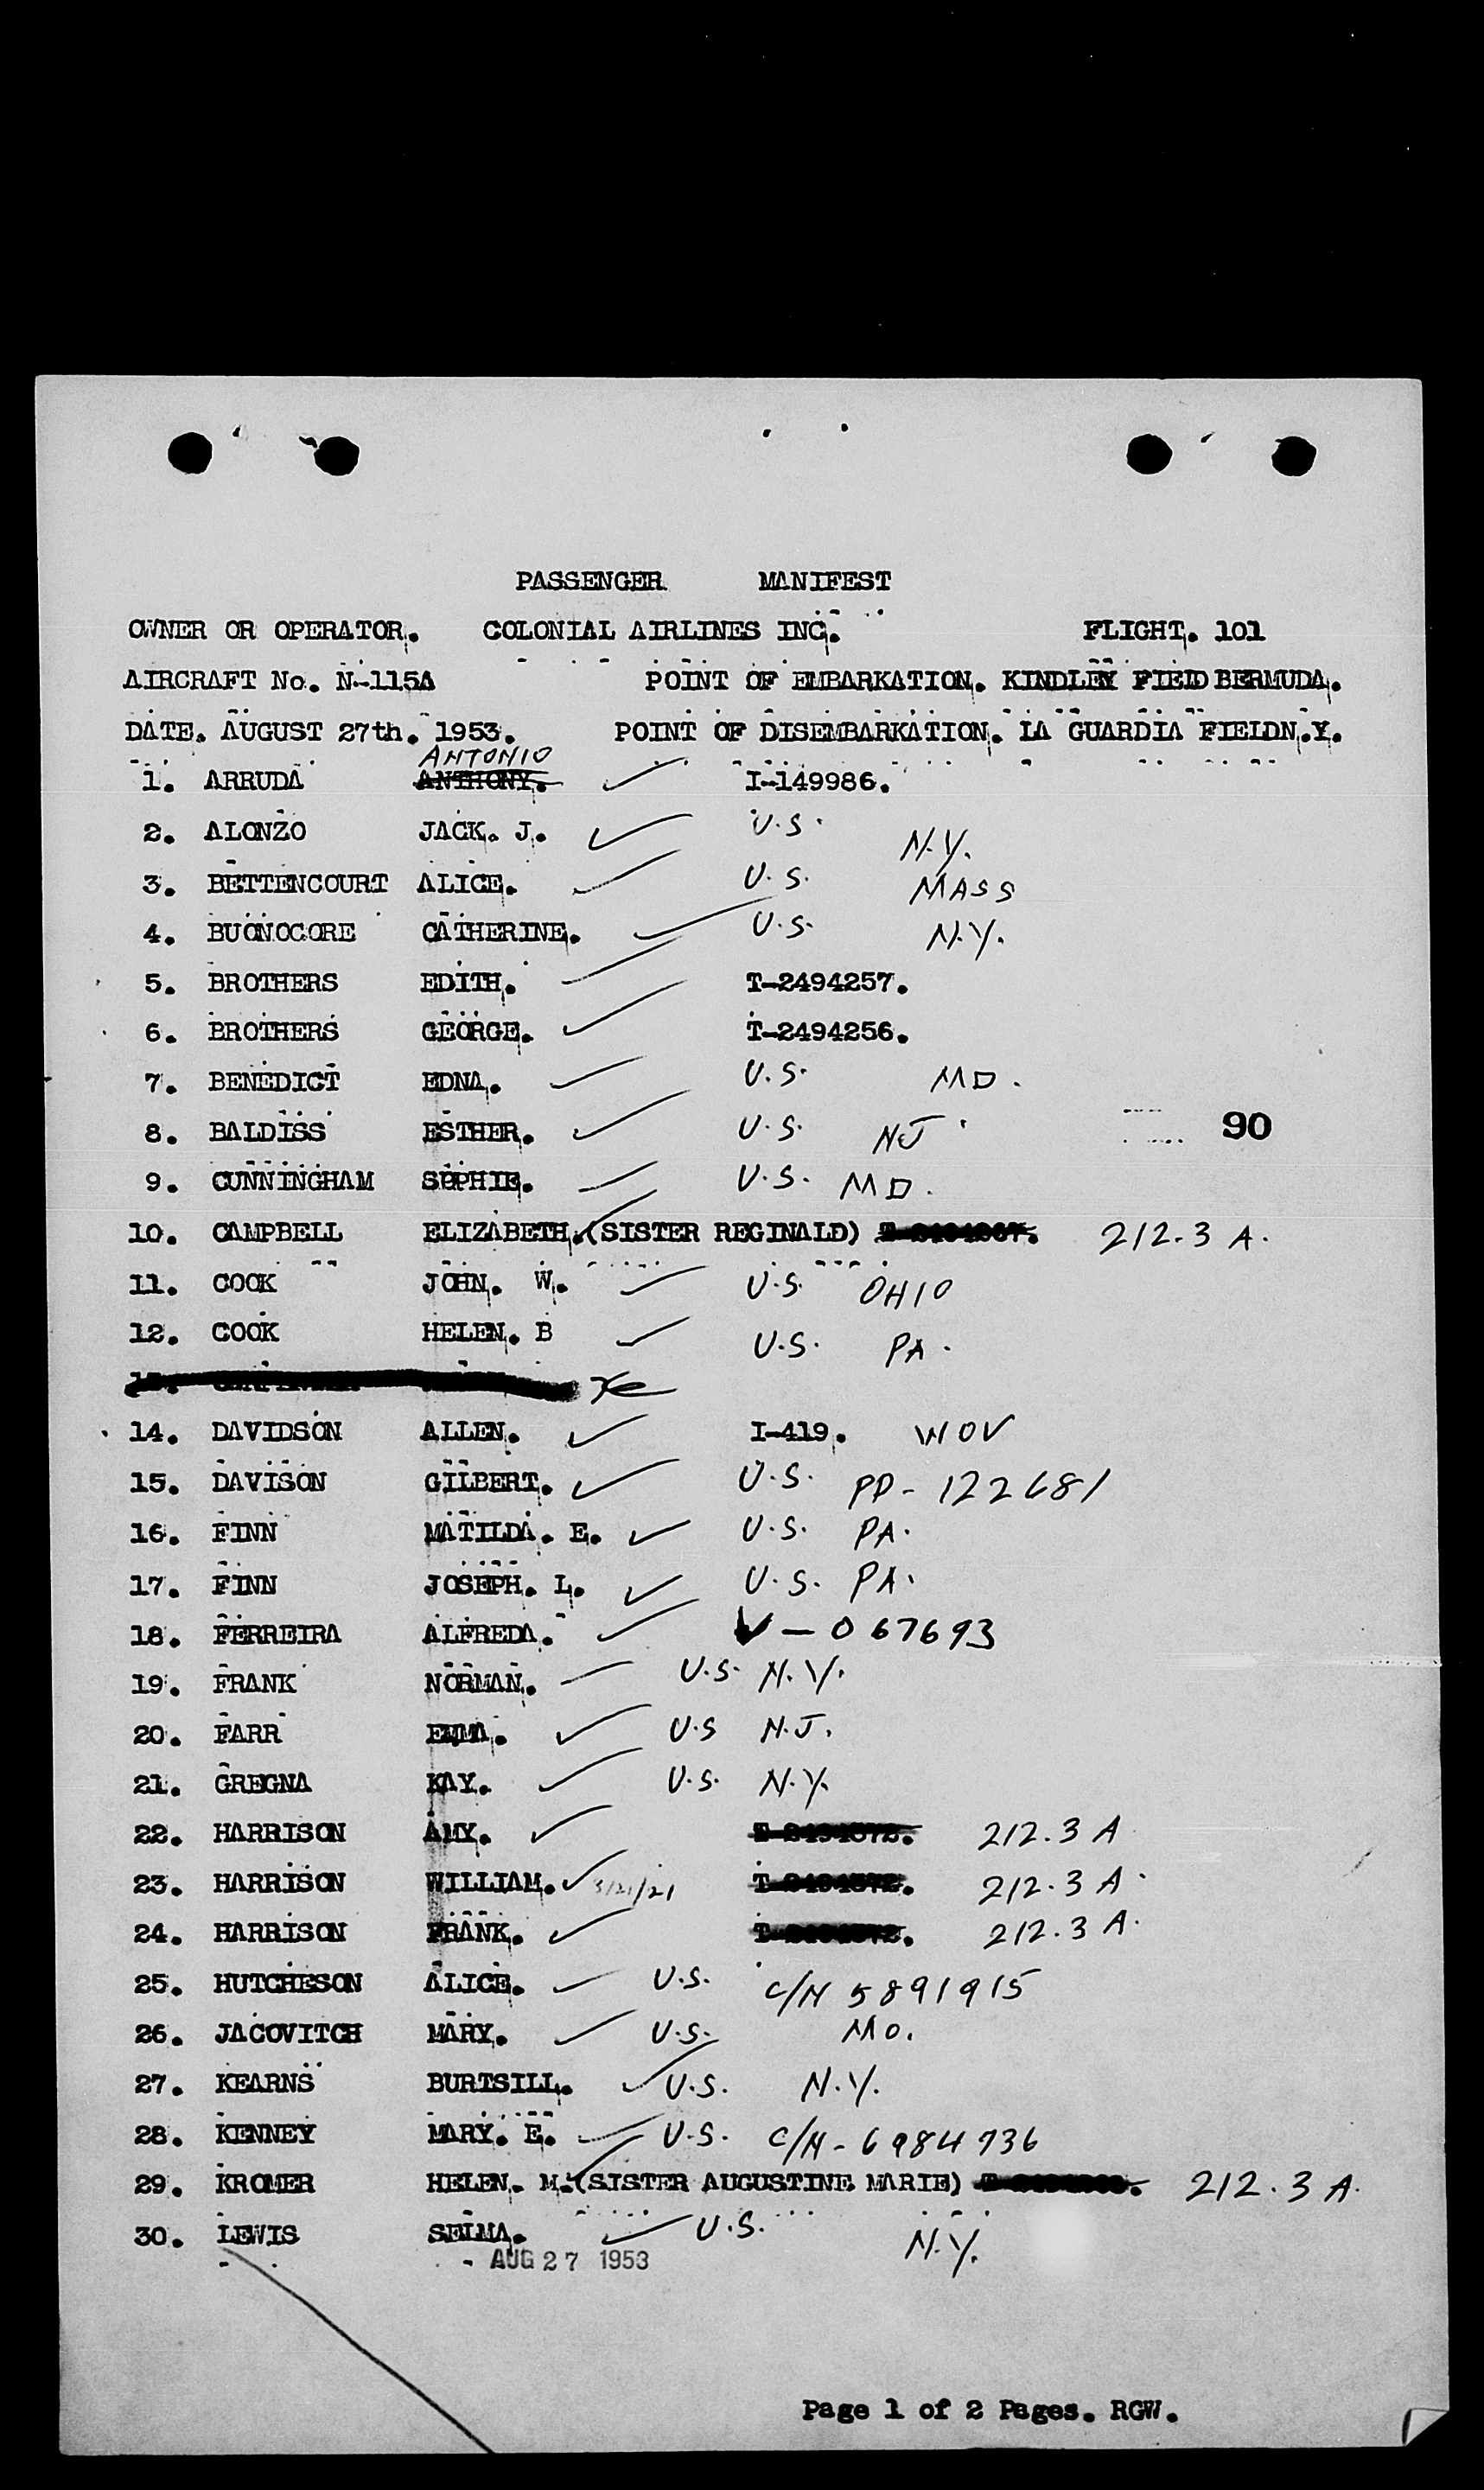 PASSENGER MANIFEST
OWNER OR OPERATOR. COLONIAL AIRLINES INC. FLIGHT. 101
AIRCRAFT No. N-115A POINT OF EMBARKATION. KINDLEY FIELD BERMUDA.
DATE. AUGUST 27th. 1953. POINT OF DISEMBARKATION. LA GUARDIA FIELDN.Y.
ANTONIO
1. ARRUDA ANTHONY. I-149986.
2. ALONZO JACK. J. U.S. N.Y.
3. BETTENCOURT ALICE. U.S. MASS
4. BUONOCORE CATHERINE. U.S. N.Y.
5. BROTHERS EDITH. T-2494257.
6. BROTHERS GEORGE. T-2494256.
7. BENEDICT EDNA. U.S. MD.
8. BALDISS ESTHER. U.S. NJ 90
9. CUNNINGHAM SOPHIE. U.S. MD.
10. CAMPBELL ELIZABETH.(SISTER REGINALD) 212.3 A.
11. COOK JOHN. W. U.S. OHIO
12. COOK HELEN. B U.S. PA.
14. DAVIDSON ALLEN. I-419. WOV
15. DAVISON GILBERT. U.S. PP-122681
16. FINN MATILDA. E. U.S. PA.
17. FINN JOSEPH. L. U.S. PA.
18. FERREIRA ALFREDA. V-067693
19. FRANK NORMAN. U.S. N.Y.
20. FARR EMMA. U.S N.J.
21. GREGNA KAY. U.S. N.Y.
22. HARRISON AMY. 212.3 A
23. HARRISON WILLIAM. 212.3 A.
24. HARRISON FRANK. 212.3 A.
25. HUTCHESON ALICE. U.S. C/N 5891915
26. JACOVITCH MARY. U.S. Mo.
27. KEARNS BURTSILL. U.S. N.Y.
28. KENNEY MARY. E. U.S. C/N-6984736
29. KROMER HELEN. M.(SISTER AUGUSTINE MARIE) 212.3 A.
30. LEWIS SELMA. U.S. N.Y.
AUG 27 1953
Page 1 of 2 Pages. RGW.